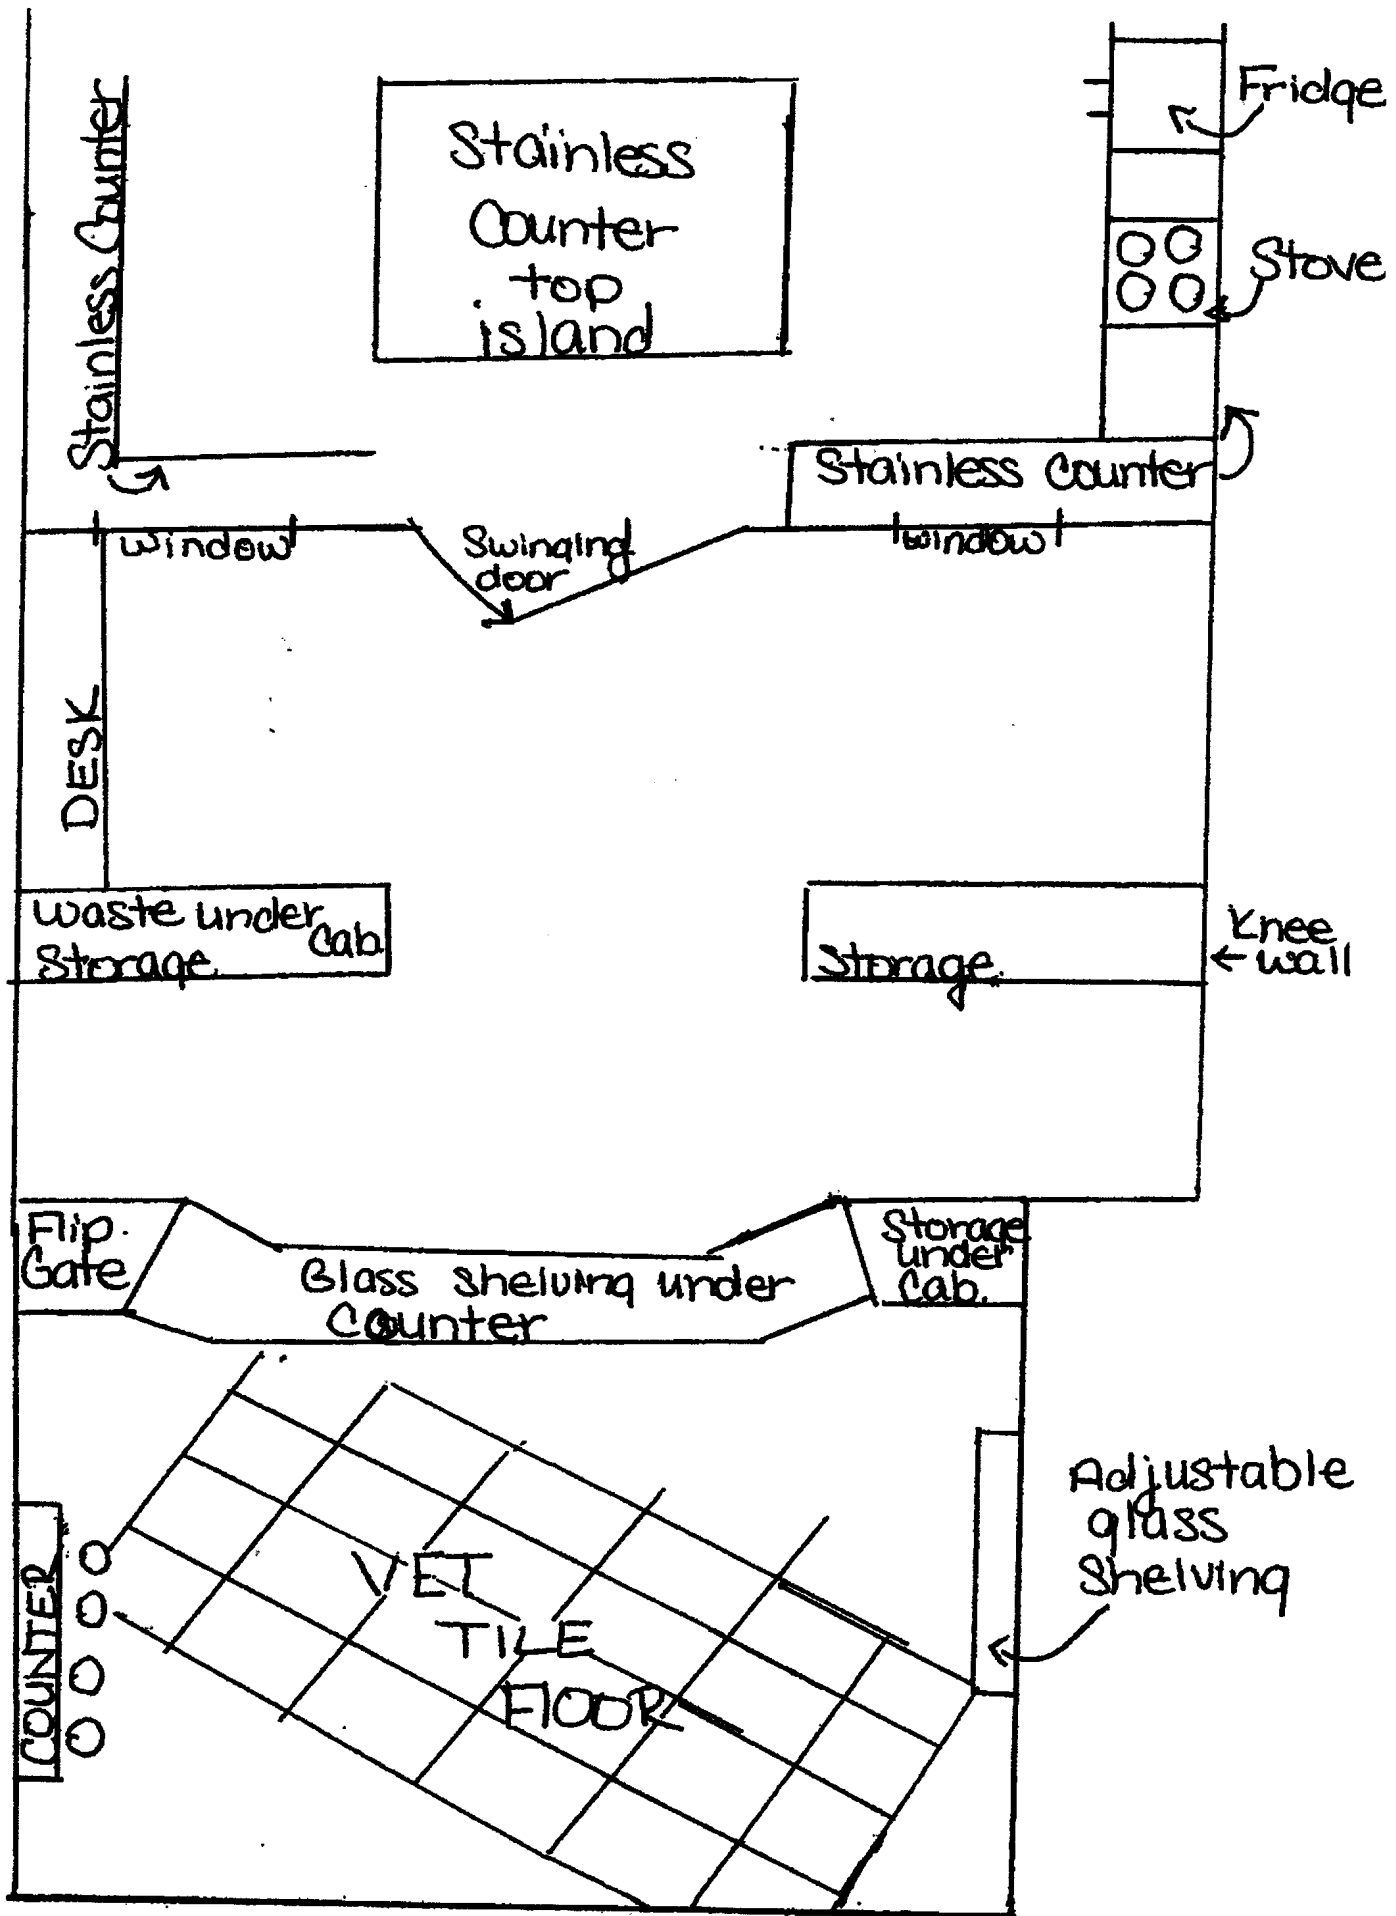 Fridge
Stainless Counter
Stainless
Counter
top
island
Stove
Stainless Counter
window
Swinging
door
window
DESK
Waste under
Cab
Storage
Storage
Knee
wall
Flip
Gate
Storage
under
Cab.
Glass Shelving under
Counter
Adjustable
glass
Shelving
COUNTER
VET
TILE
FlOOR